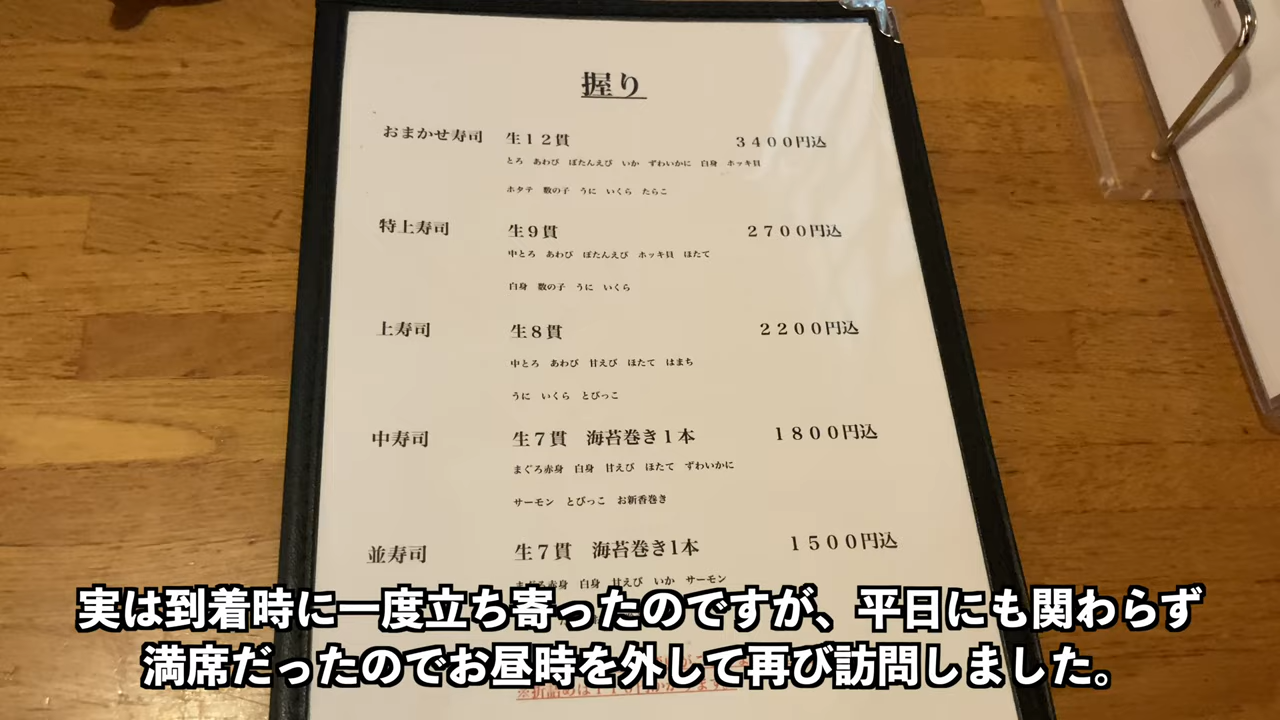 握り
おまかせ寿司 生１２貫 ３４００円込
とろ あわび ぼたんえび いか ずわいかに 白身 ホッキ貝
ホタテ 数の子 うに いくら たらこ
特上寿司 生９貫 ２７００円込
中とろ あわび ぼたんえび ホッキ貝 ほたて
白身 数の子 うに いくら
上寿司 生８貫 ２２００円込
中とろ あわび 甘えび ほたて はまち
うに いくら とびっこ
中寿司 生７貫 海苔巻き１本 １８００円込
まぐろ赤身 白身 甘えび ほたて ずわいかに
サーモン とびっこ お新香巻き
並寿司 生７貫 海苔巻き1本 １５００円込
まぐろ赤身 白身 甘えび いか サーモン
実は到着時に一度立ち寄ったのですが、平日にも関わらず
満席だったのでお昼時を外して再び訪問しました。